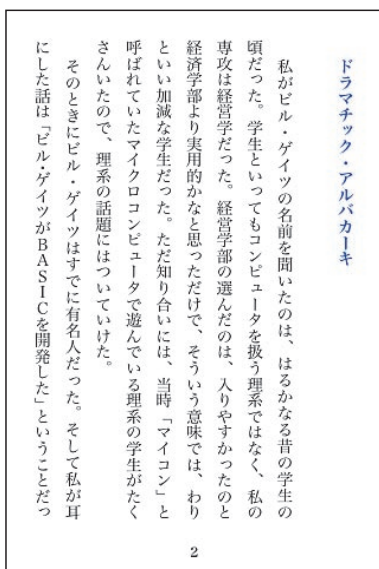 ドラマチック・アルバカーキ
私がビル・ゲイツの名前を聞いたのは、はるかなる昔の学生の
頃だった。学生といってもコンピュータを扱う理系ではなく、私の
専攻は経営学だった。経営学部の選んだのは、入りやすかったのと
経済学部より実用的かなと思っただけで、そういう意味では、わり
といい加減な学生だった。ただ知り合いには、当時「マイコン」と
呼ばれていたマイクロコンピュータで遊んでいる理系の学生がたく
さんいたので、理系の話題にはついていけた。
そのときにビル・ゲイツはすでに有名人だった。そして私が耳
にした話は「ビル・ゲイツがBASICを開発した」ということだっ
2